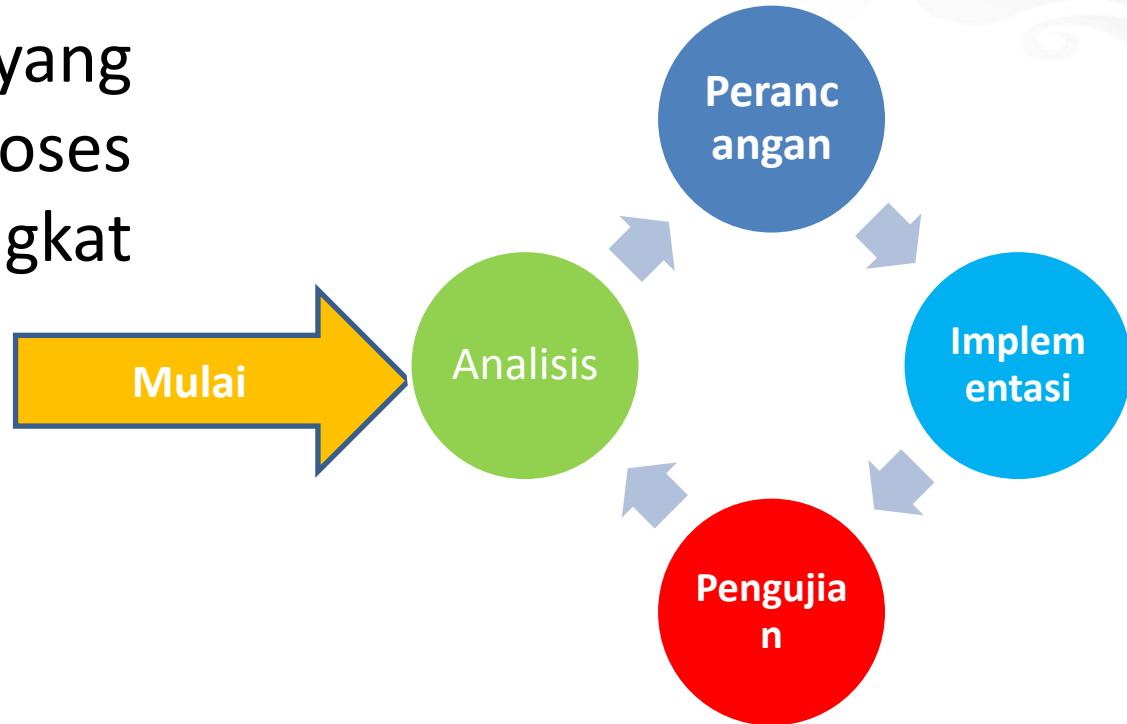 yang
oses
gkat
Mulai
Analisis
Peranc
angan
Implem
entasi
Pengujia
n